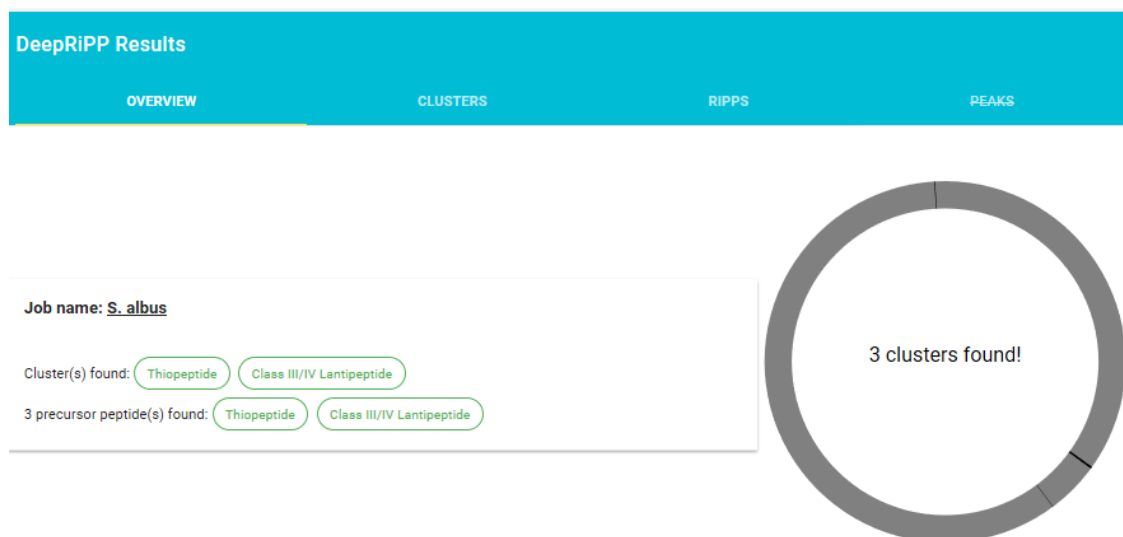 DeepRiPP Results
OVERVIEW CLUSTERS RIPPS PEAKS
Job name: S. albus
Cluster(s) found: Thiopeptide Class III/IV Lantipeptide
3 precursor peptide(s) found: Thiopeptide Class III/IV Lantipeptide
3 clusters found!